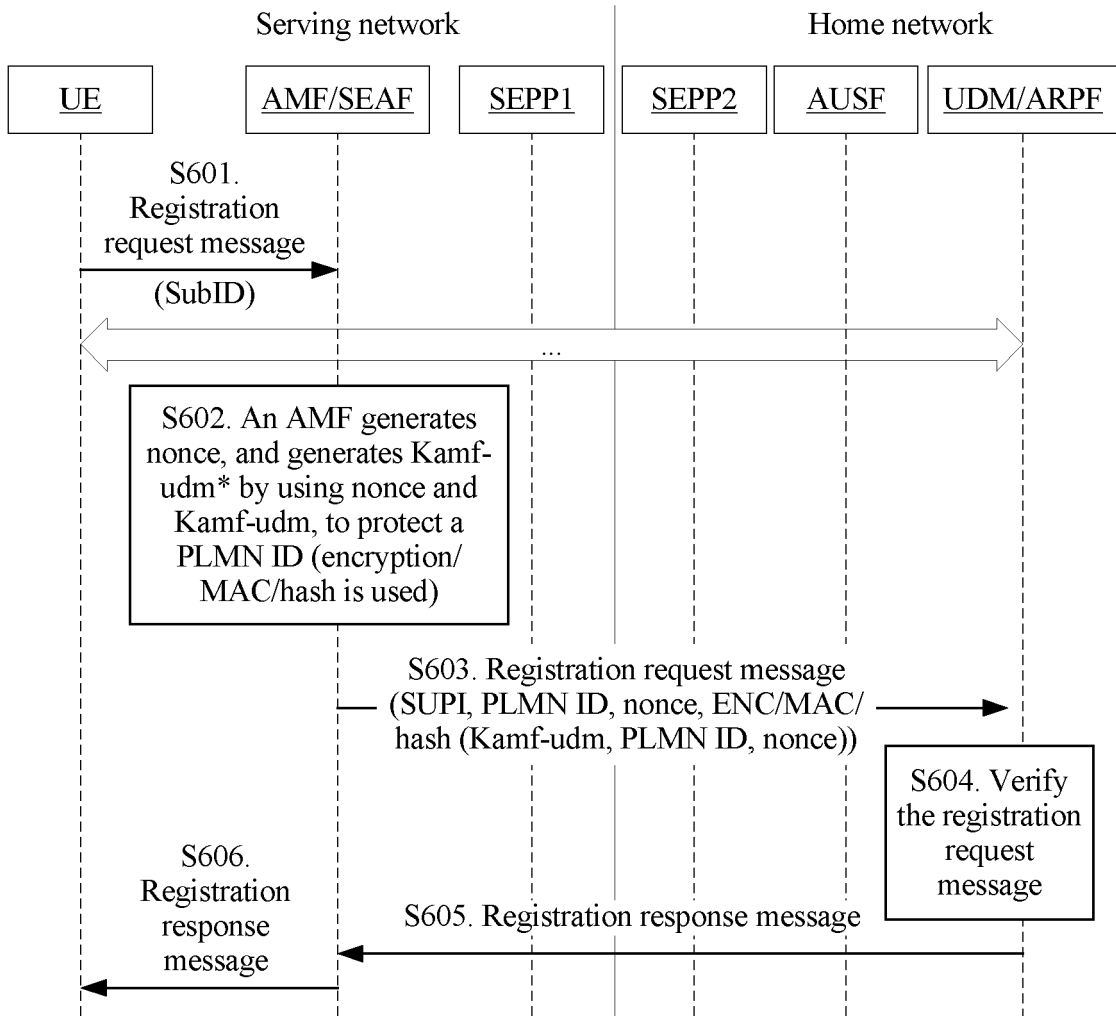 Serving network
Home network
UE
AMF/SEAF
SEPP1
SEPP2
AUSF
UDM/ARPF
S601.
Registration
request message
(SubID)
...
S602. An AMF generates
nonce, and generates Kamf-
udm* by using nonce and
Kamf-udm, to protect a
PLMN ID (encryption/
MAC/hash is used)
S603. Registration request message
(SUPI, PLMN ID, nonce, ENC/MAC/
hash (Kamf-udm, PLMN ID, nonce))
S604. Verify
the registration
request
message
S605. Registration response message
S606.
Registration
response
message